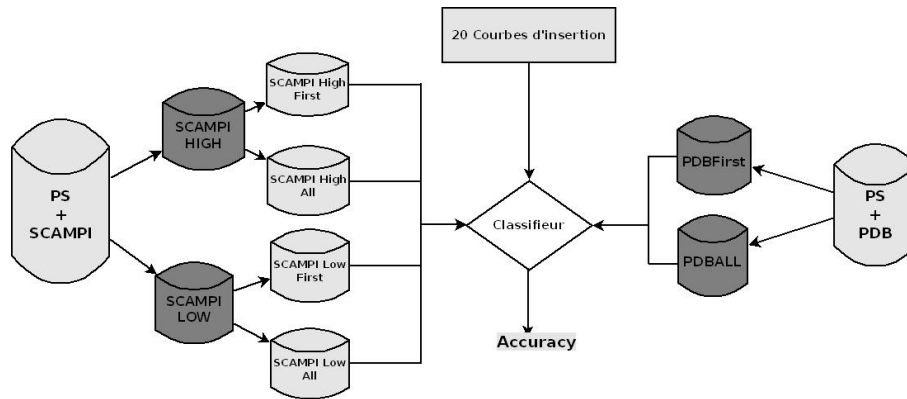 20 Courbes d'insertion
SCAMPI High
First
SCAMPI
HIGH
SCAMPI High
All
PS
+
SCAMPI
SCAMPI Low
First
SCAMPI
LOW
SCAMPI Low
All
Classifieur
Accuracy
PDBFirst
PDBALL
PS
+
PDB